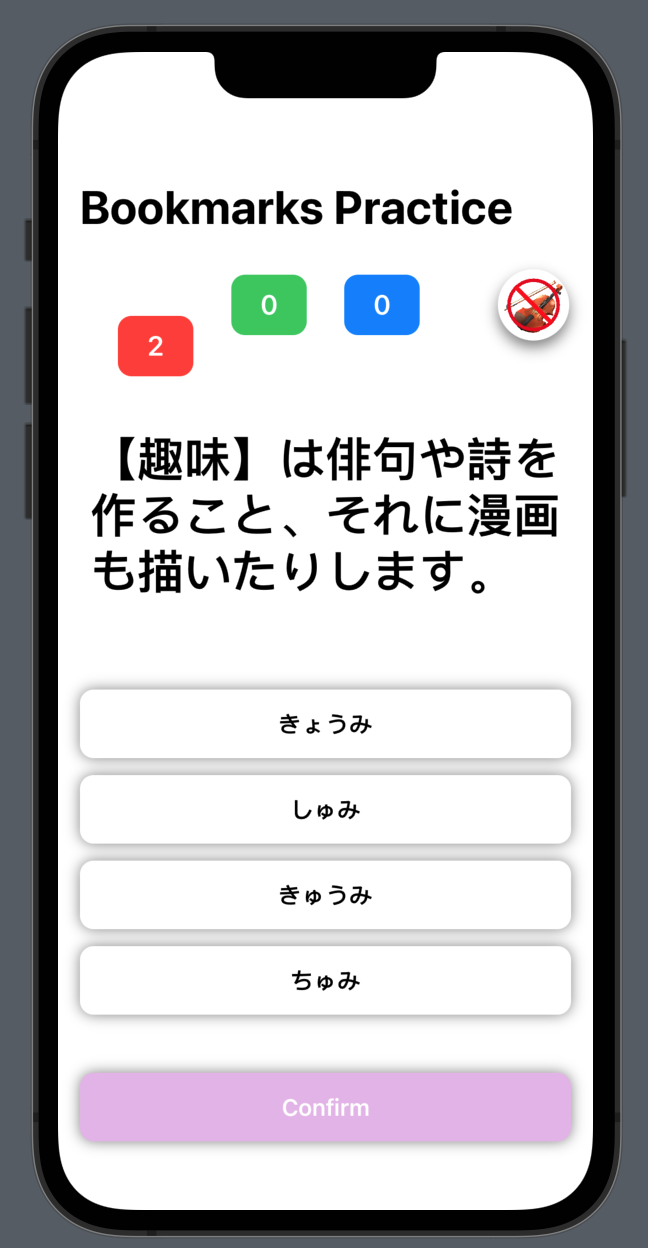 Bookmarks Practice
0 0
2
【趣味】は俳句や詩を
作ること、それに漫画
も描いたりします。
きょうみ
しゅみ
きゅうみ
ちゅみ
Confirm